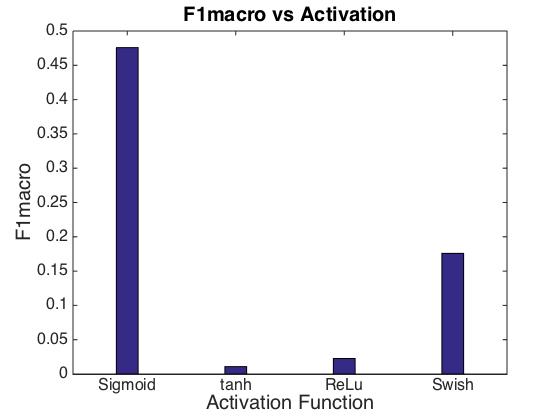 F1macro vs Activation
0.5
0.45
0.4
0.35
0.3
0.25
0.2
0.15
0.1
0.05
0
F1macro
Sigmoid tanh ReLu Swish
Activation Function